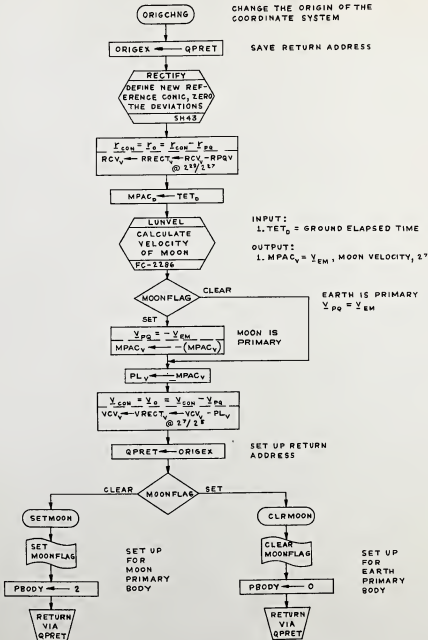 ORIGCHNG
CHANGE THE ORIGIN OF THE
COORDINATE SYSTEM
ORIGEX ← QPRET
SAVE RETURN ADDRESS
RECTIFY
DEFINE NEW REF-
ERENCE CONIC, ZERO
THE DEVIATIONS
SH43
r_CON = r_O = r_CON - r_PQ
RCV_V ← RRECT_V ← RCV_V - RPQV
@ 2^29/2^27
MPAC_D ← TET_D
LUNVEL
CALCULATE
VELOCITY
OF MOON
FC-2286
INPUT:
1. TET_D = GROUND ELAPSED TIME
OUTPUT:
1. MPAC_V = V_EM, MOON VELOCITY, 2^7
MOONFLAG
CLEAR
SET
EARTH IS PRIMARY
V_PQ = V_EM
V_PQ = -V_EM
MPAC_V ← -(MPAC_V)
MOON IS
PRIMARY
PL_V ← MPAC_V
V_CON = V_O = V_CON - V_PQ
VCV_V ← VRECT_V ← VCV_V - PL_V
@ 2^7/2^5
QPRET ← ORIGEX
SET UP RETURN
ADDRESS
CLEAR
MOONFLAG
SET
SETMOON
SET
MOONFLAG
PBODY ← 2
RETURN
VIA
QPRET
SET UP
FOR
MOON
PRIMARY
BODY
CLRMOON
CLEAR
MOONFLAG
PBODY ← 0
RETURN
VIA
QPRET
SET UP
FOR
EARTH
PRIMARY
BODY